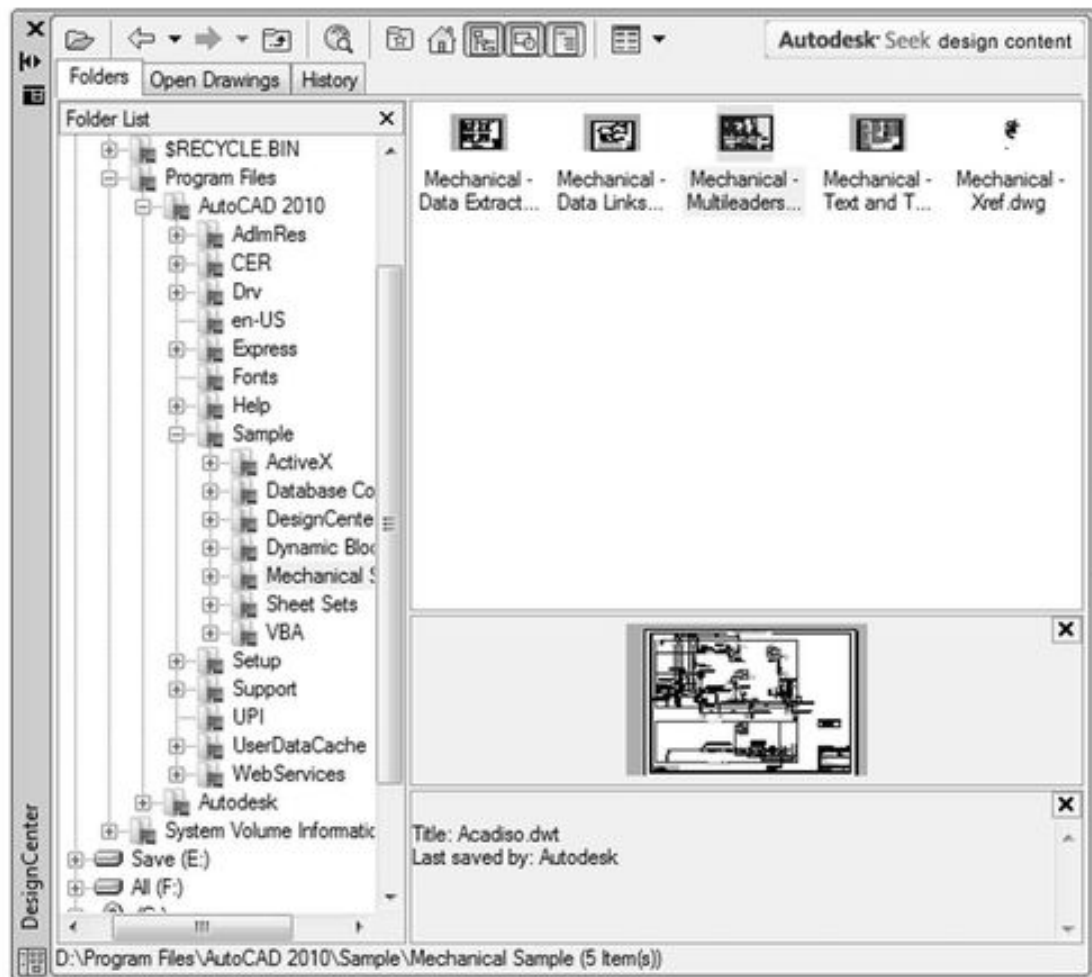 Autodesk® Seek design content
Folders
Open Drawings
History
Folder List
$RECYCLE.BIN
Program Files
AutoCAD 2010
AdlmRes
CER
Drv
en-US
Express
Fonts
Help
Sample
ActiveX
Database Co
DesignCente
Dynamic Bloc
Mechanical S
Sheet Sets
VBA
Setup
Support
UPI
UserDataCache
WebServices
Autodesk
System Volume Informatic
Save (E:)
All (F:)
Mechanical -
Data Extract...
Mechanical -
Data Links...
Mechanical -
Multileaders...
Mechanical -
Text and T...
Mechanical -
Xref.dwg
Title: Acadiso.dwt
Last saved by: Autodesk
DesignCenter
D:\Program Files\AutoCAD 2010\Sample\Mechanical Sample (5 Item(s))